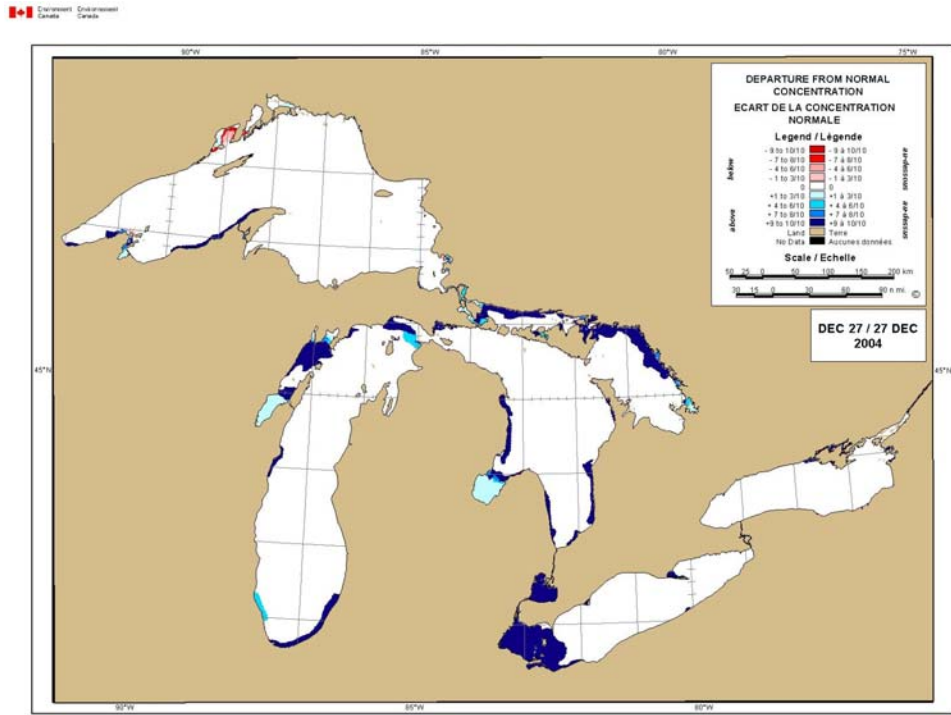 Environment Environnement
Canada Canada
90°W 85°W 80°W 75°W
DEPARTURE FROM NORMAL
CONCENTRATION
ECART DE LA CONCENTRATION
NORMALE
Legend / Légende
- 9 to 10/10 - 9 à 10/10
- 7 to 8/10 - 7 à 8/10
- 4 to 6/10 - 4 à 6/10
- 1 to 3/10 - 1 à 3/10
0 0
+1 to 3/10 +1 à 3/10
+ 4 to 6/10 + 4 à 6/10
+ 7 to 8/10 + 7 à 8/10
+9 to 10/10 +9 à 10/10
Land Terre
No Data Aucunes données
below
above
au-dessous
au-dessus
Scale / Echelle
50 25 0 50 100 150 200 km
30 15 0 30 60 90 n mi. ©
DEC 27 / 27 DEC
2004
45°N 45°N
90°W 85°W 80°W